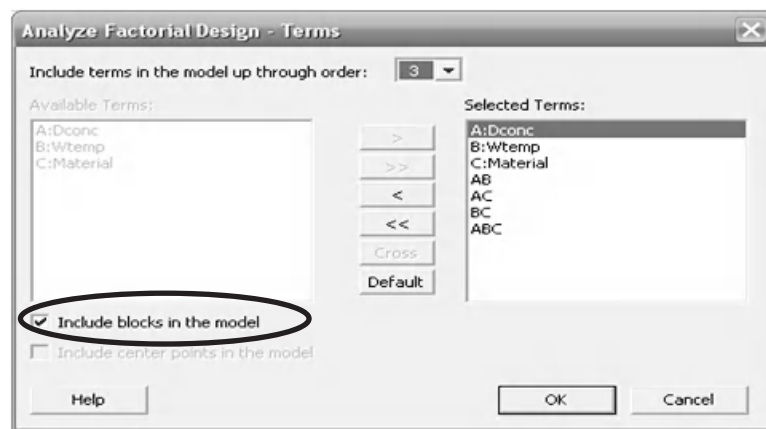 Analyze Factorial Design - Terms
Include terms in the model up through order: 3
Available Terms:
A:Dconc
B:Wtemp
C:Material
>
>>
<
<<
Cross
Default
Selected Terms:
A:Dconc
B:Wtemp
C:Material
AB
AC
BC
ABC
Include blocks in the model
Include center points in the model
Help
OK
Cancel